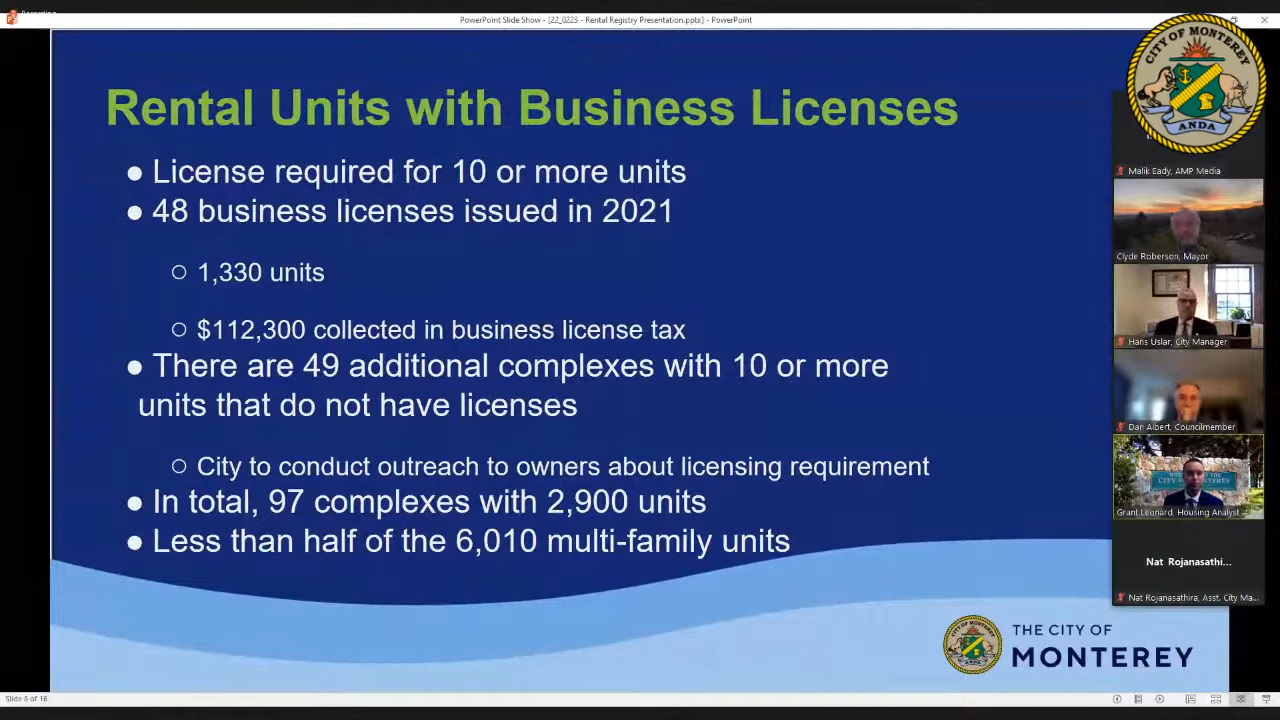 Recording
PowerPoint Slide Show - [22_0223 - Rental Registry Presentation.pptx] - PowerPoint
CITY OF MONTEREY
ANDA
Rental Units with Business Licenses
● License required for 10 or more units
● 48 business licenses issued in 2021
○ 1,330 units
○ $112,300 collected in business license tax
● There are 49 additional complexes with 10 or more
units that do not have licenses
○ City to conduct outreach to owners about licensing requirement
● In total, 97 complexes with 2,900 units
● Less than half of the 6,010 multi-family units
Malik Eady, AMP Media
Clyde Roberson, Mayor
Hans Uslar, City Manager
Dan Albert, Councilmember
Grant Leonard, Housing Analyst
Nat Rojanasathi...
Nat Rojanasathira, Asst. City Ma...
THE CITY OF
MONTEREY
Slide 8 of 16